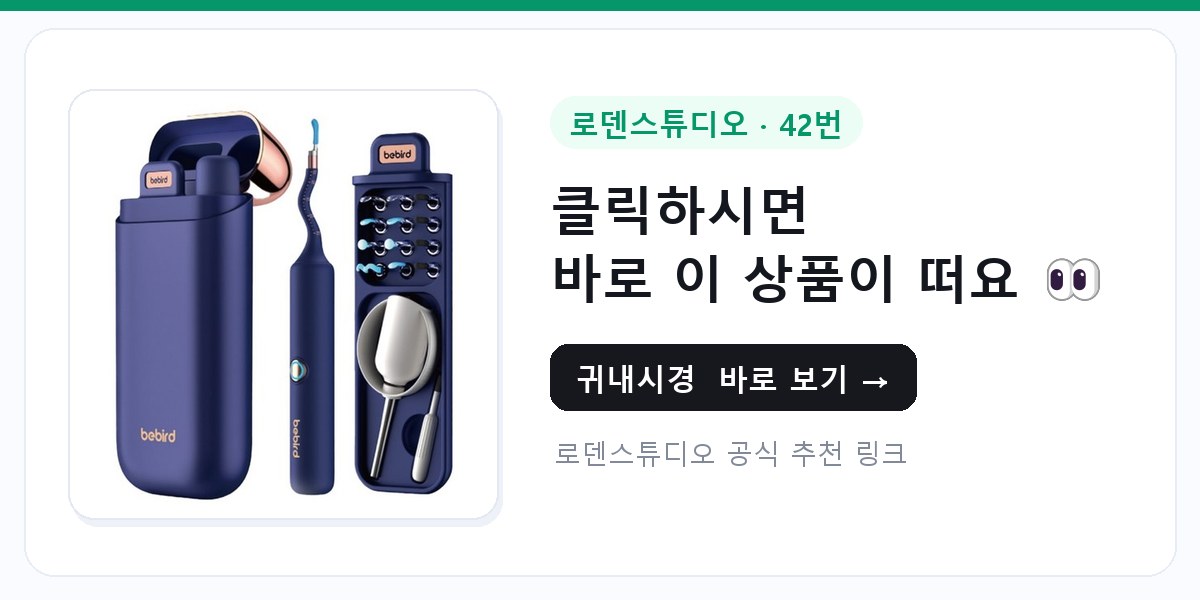 bebird
bebird
bebird
bebird
로덴스튜디오 · 42번
클릭하시면
바로 이 상품이 떠요 👀
귀내시경 바로 보기 →
로덴스튜디오 공식 추천 링크